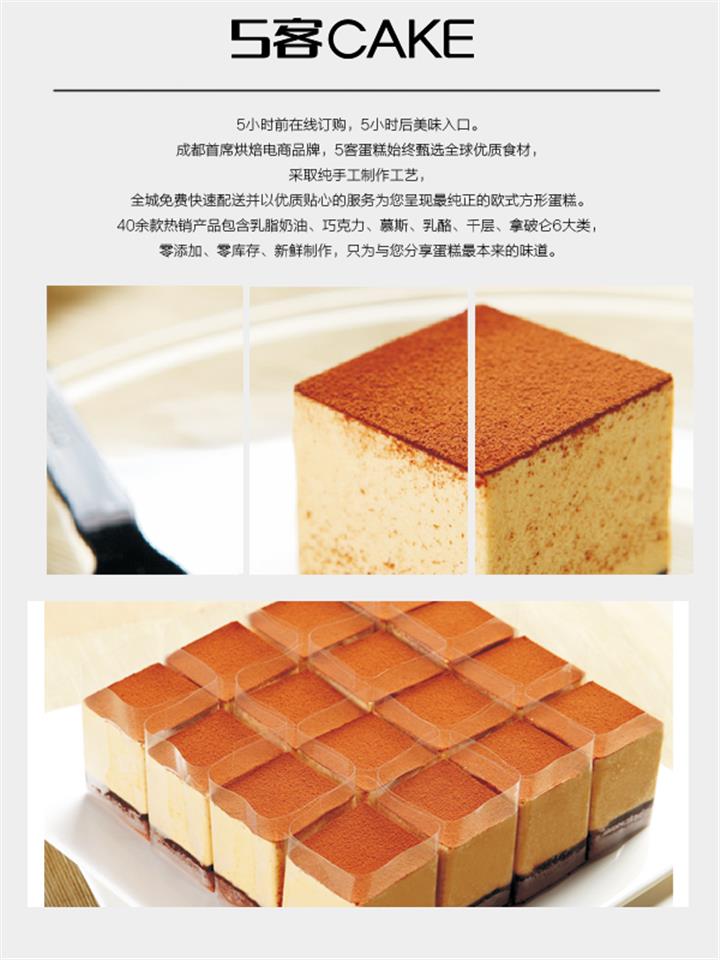 5客CAKE
5小时前在线订购，5小时后美味入口。
成都首席烘焙电商品牌，5客蛋糕始终甄选全球优质食材，
采取纯手工制作工艺，
全城免费快速配送并以优质贴心的服务为您呈现最纯正的欧式方形蛋糕。
40余款热销产品包含乳脂奶油、巧克力、慕斯、乳酪、千层、拿破仑6大类，
零添加、零库存、新鲜制作，只为与您分享蛋糕最本来的味道。